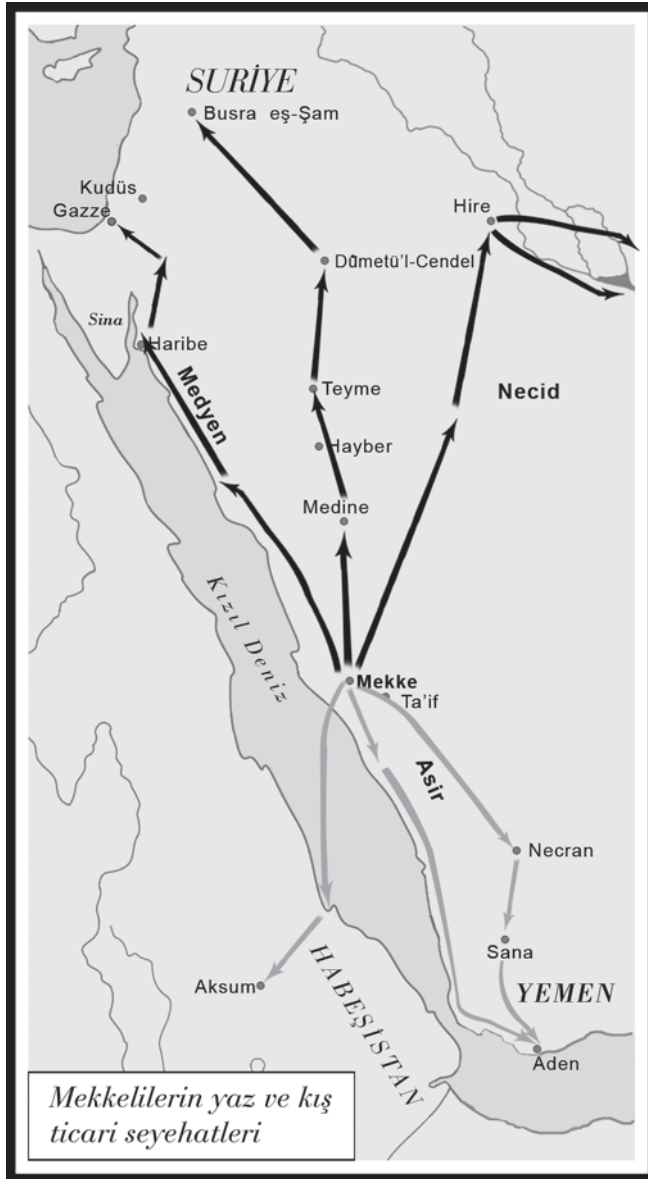 SURİYE
Busra eş-Şam
Kudüs
Gazze
Hire
Dûmetü'l-Cendel
Sina
Haribe
Medyen
Teyme
Necid
Hayber
Medine
Kızıl Deniz
Mekke
Ta'if
Asir
Necran
Sana
Aksum
HABEŞİSTAN
YEMEN
Aden
Mekkelilerin yaz ve kış
ticari seyehatleri